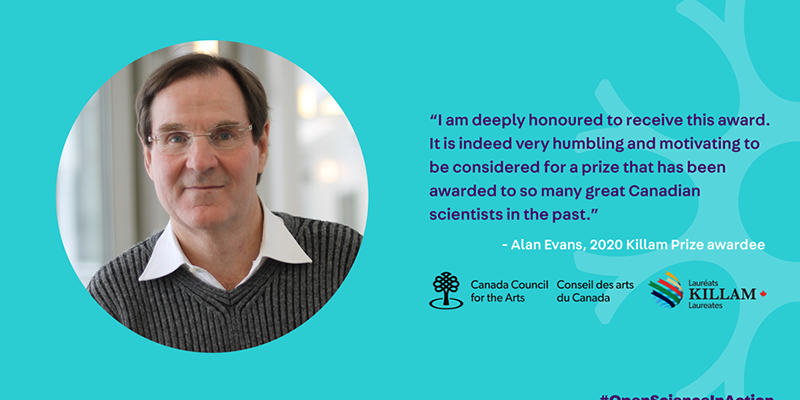 “I am deeply honoured to receive this award.
It is indeed very humbling and motivating to
be considered for a prize that has been
awarded to so many great Canadian
scientists in the past.”
– Alan Evans, 2020 Killam Prize awardee
Canada Council
for the Arts
Conseil des arts
du Canada
Lauréats
KILLAM
Laureates
#OpenScienceInAction